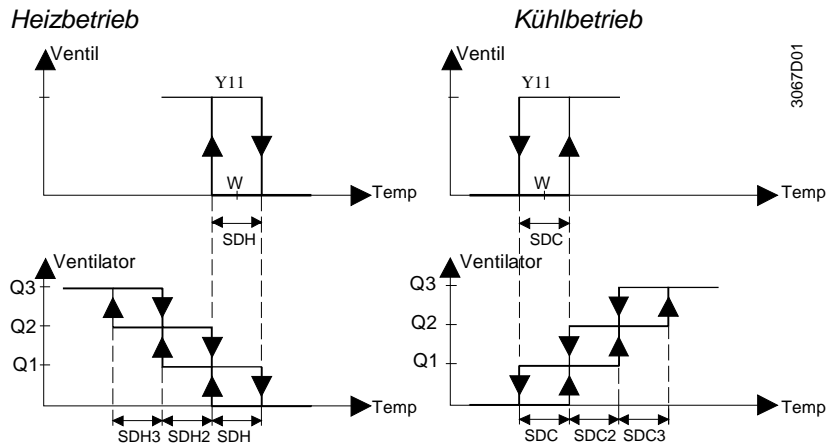 Heizbetrieb
Kühlbetrieb
Ventil
Y11
W
Temp
SDH
Ventilator
Q3
Q2
Q1
Temp
SDH3 SDH2 SDH
Ventil
Y11
W
Temp
SDC
Ventilator
Q3
Q2
Q1
Temp
SDC SDC2 SDC3
3067D01